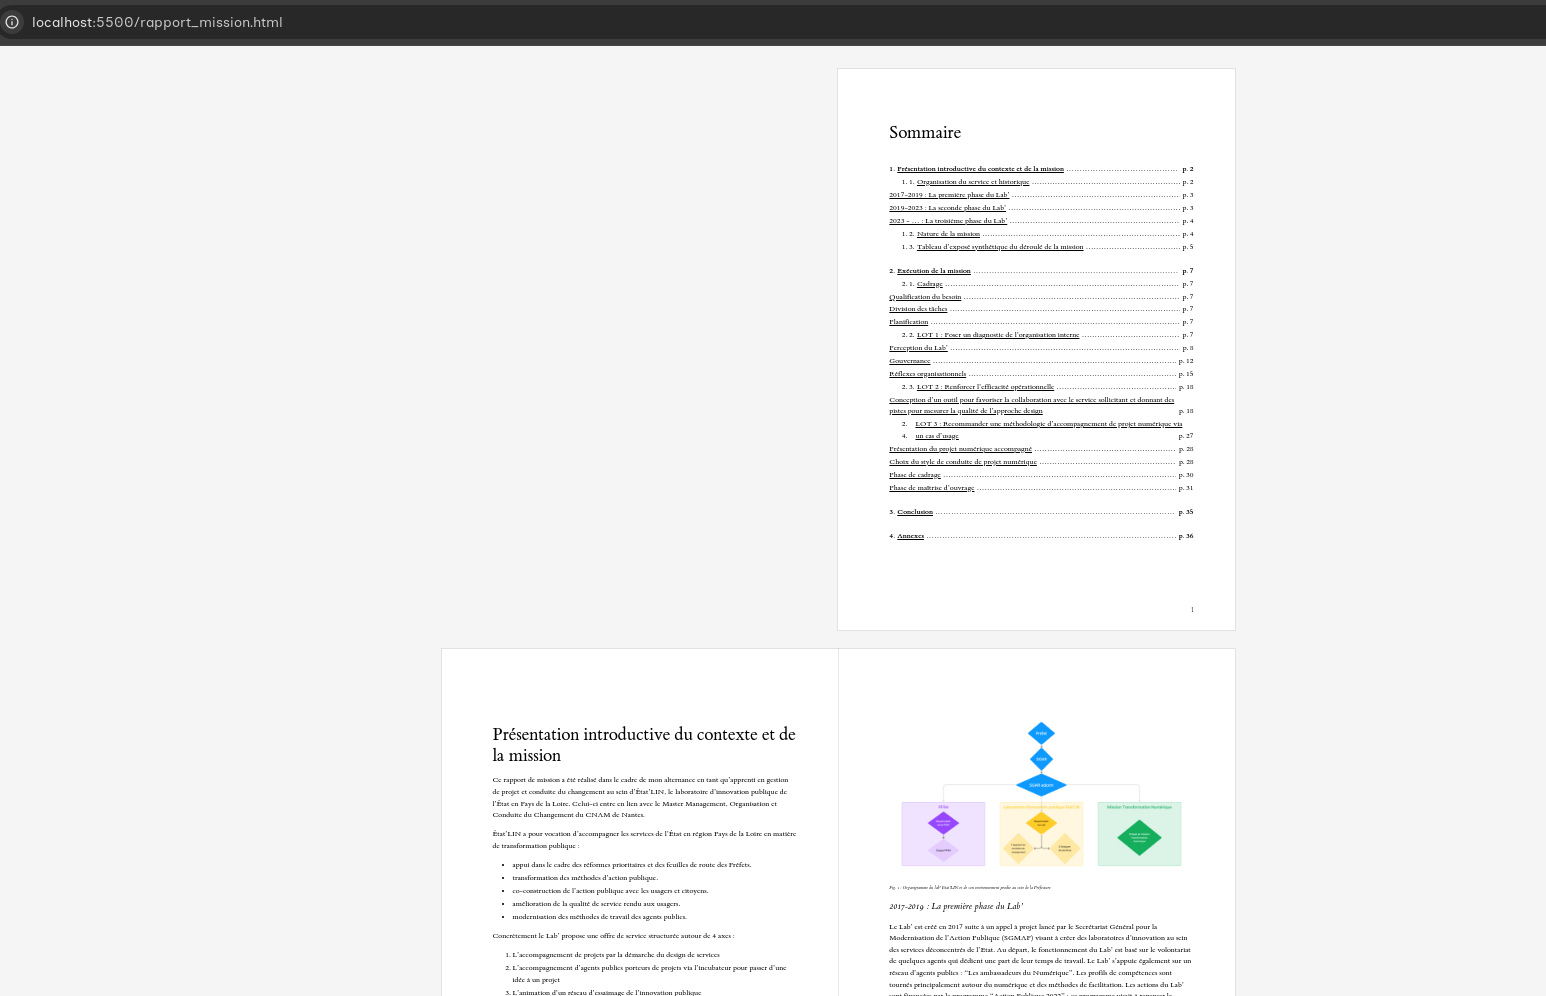 localhost:5500/rapport_mission.html
Sommaire
1. Présentation introductive du contexte et de la mission ........ p. 2
1. 1. Organisation du service et historique ........ p. 2
2017-2019 : La première phase du Lab' ........ p. 3
2019-2023 : La seconde phase du Lab' ........ p. 3
2023 - ... : La troisième phase du Lab' ........ p. 4
1. 2. Nature de la mission ........ p. 4
1. 3. Tableau d'exposé synthétique du déroulé de la mission ........ p. 5
2. Exécution de la mission ........ p. 7
2. 1. Cadrage ........ p. 7
Qualification du besoin ........ p. 7
Division des tâches ........ p. 7
Planification ........ p. 7
2. 2. LOT 1 : Poser un diagnostic de l'organisation interne ........ p. 7
Perception du Lab' ........ p. 8
Gouvernance ........ p. 12
Réflexes organisationnels ........ p. 15
2. 3. LOT 2 : Renforcer l'efficacité opérationnelle ........ p. 18
Conception d'un outil pour favoriser la collaboration avec le service sollicitant et donnant des
pistes pour mesurer la qualité de l'approche design p. 18
2. LOT 3 : Recommander une méthodologie d'accompagnement de projet numérique via
4. un cas d'usage p. 27
Présentation du projet numérique accompagné ........ p. 28
Choix du style de conduite de projet numérique ........ p. 28
Phase de cadrage ........ p. 30
Phase de maîtrise d'ouvrage ........ p. 31
3. Conclusion ........ p. 35
4. Annexes ........ p. 36
1
Présentation introductive du contexte et de
la mission
Ce rapport de mission a été réalisé dans le cadre de mon alternance en tant qu'apprenti en gestion
de projet et conduite du changement au sein d'État'LIN, le laboratoire d'innovation publique de
l'État en Pays de la Loire. Celui-ci entre en lien avec le Master Management, Organisation et
Conduite du Changement du CNAM de Nantes.
État'LIN a pour vocation d'accompagner les services de l'État en région Pays de la Loire en matière
de transformation publique :
• appui dans le cadre des réformes prioritaires et des feuilles de route des Préfets.
• transformation des méthodes d'action publique.
• co-construction de l'action publique avec les usagers et citoyens.
• amélioration de la qualité de service rendu aux usagers.
• modernisation des méthodes de travail des agents publics.
Concrètement le Lab' propose une offre de service structurée autour de 4 axes :
1. L'accompagnement de projets par la démarche du design de services
2. L'accompagnement d'agents publics porteurs de projets via l'incubateur pour passer d'une
idée à un projet
3. L'animation d'un réseau d'essaimage de l'innovation publique
Préfet
SGAR
SGAR adjoint
Mission Transformation Numérique
Fig. 1 : Organigramme du lab' Etat'LIN et de son environnement proche au sein de la Préfecture
2017-2019 : La première phase du Lab'
Le Lab' est créé en 2017 suite à un appel à projet lancé par le Secrétariat Général pour la
Modernisation de l'Action Publique (SGMAP) visant à créer des laboratoires d'innovation au sein
des services déconcentrés de l'Etat. Au départ, le fonctionnement du Lab' est basé sur le volontariat
de quelques agents qui dédient une part de leur temps de travail. Le Lab' s'appuie également sur un
réseau d'agents publics : "Les ambassadeurs du Numérique". Les profils de compétences sont
tournés principalement autour du numérique et des méthodes de facilitation. Les actions du Lab'